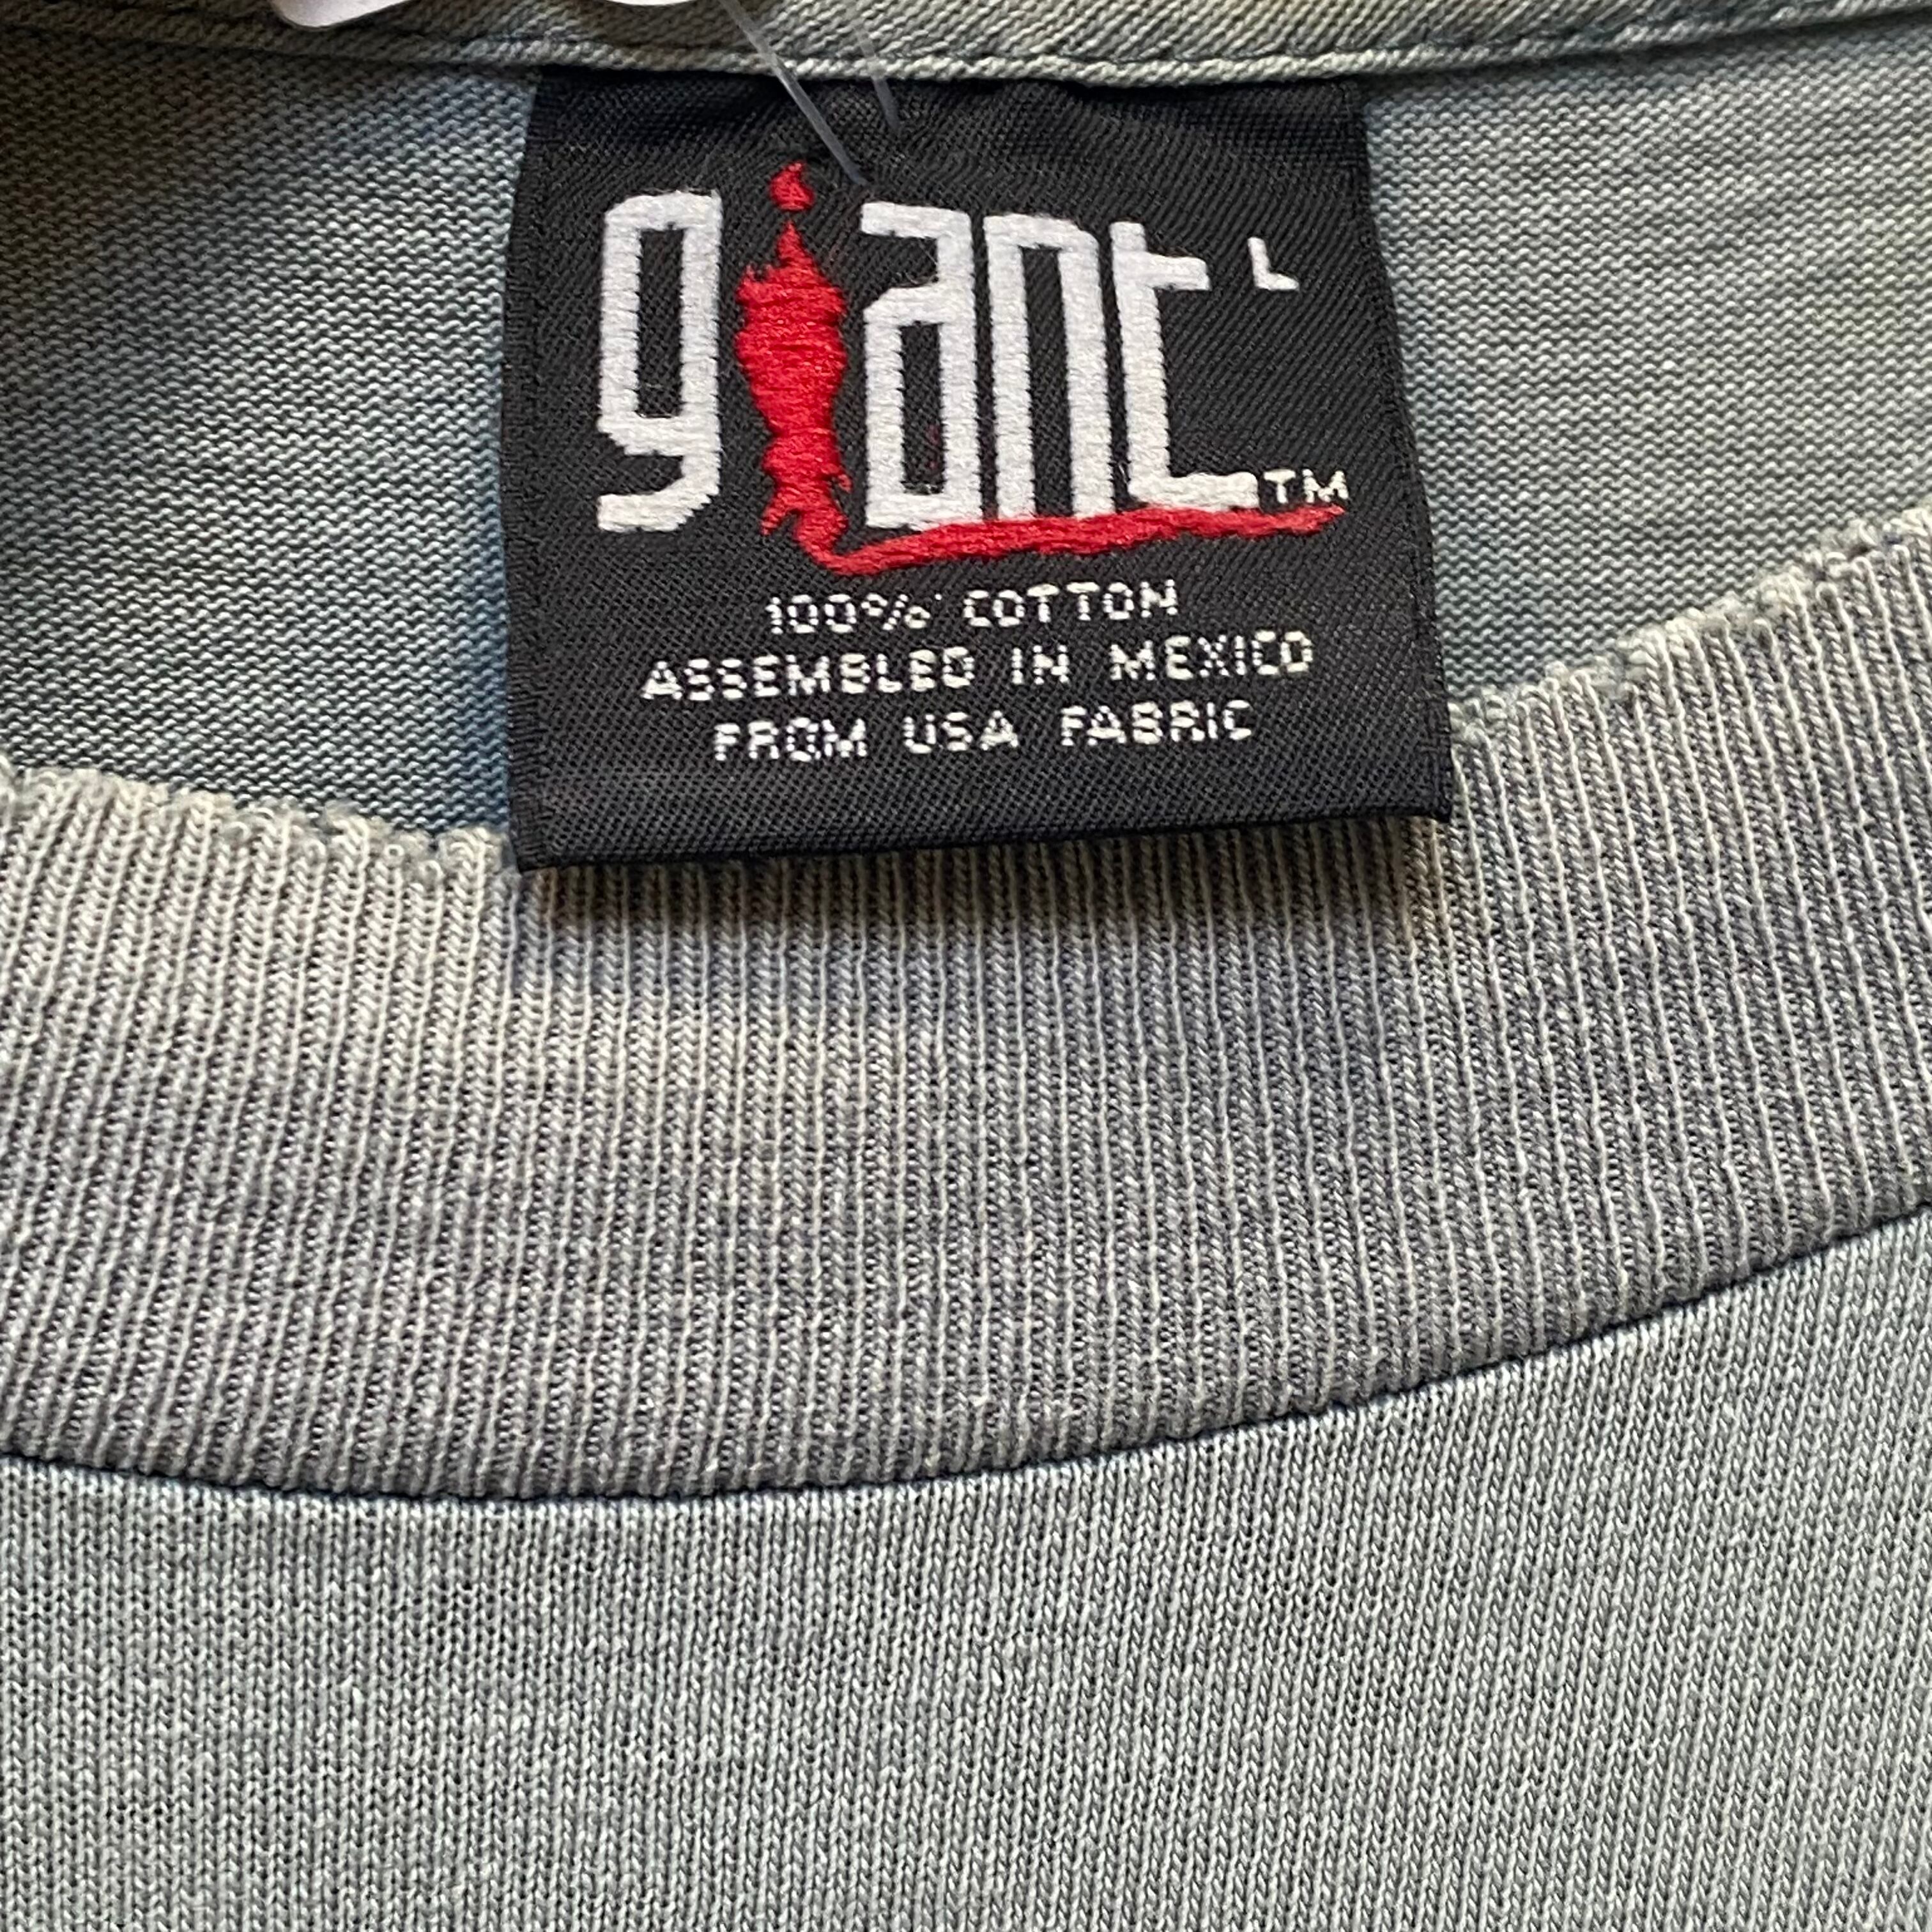 giant L
TM
100% COTTON
ASSEMBLED IN MEXICO
FROM USA FABRIC